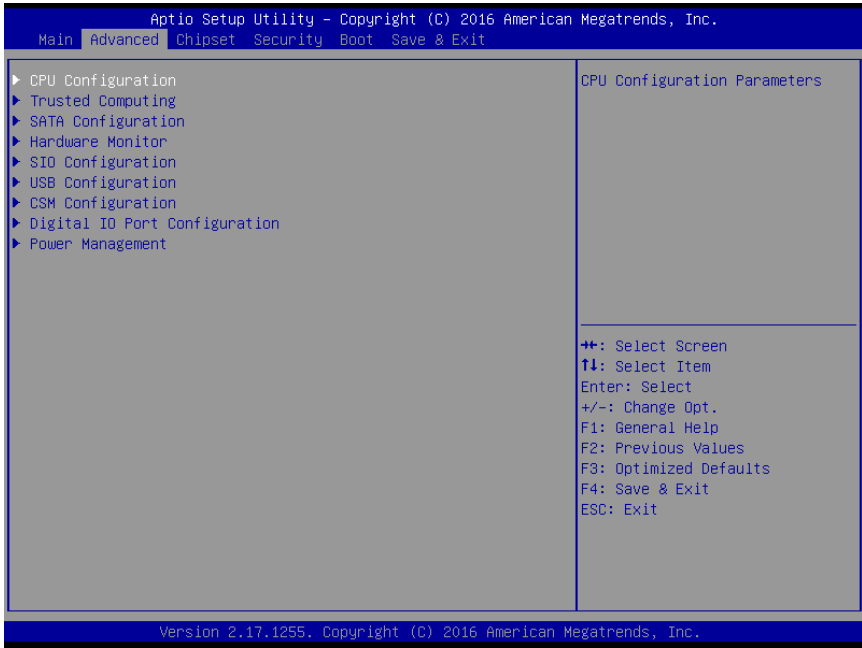 Aptio Setup Utility – Copyright (C) 2016 American Megatrends, Inc.
Main Advanced Chipset Security Boot Save & Exit
CPU Configuration
Trusted Computing
SATA Configuration
Hardware Monitor
SIO Configuration
USB Configuration
CSM Configuration
Digital IO Port Configuration
Power Management
CPU Configuration Parameters
→←: Select Screen
↑↓: Select Item
Enter: Select
+/-: Change Opt.
F1: General Help
F2: Previous Values
F3: Optimized Defaults
F4: Save & Exit
ESC: Exit
Version 2.17.1255. Copyright (C) 2016 American Megatrends, Inc.